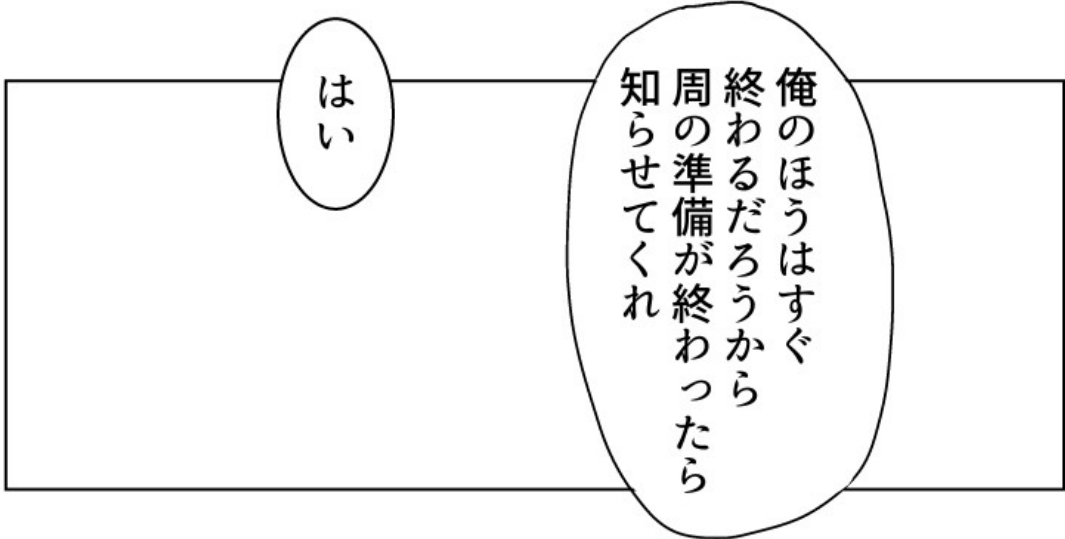 俺のほうはすぐ
終わるだろうから
周の準備が終わったら
知らせてくれ
はい